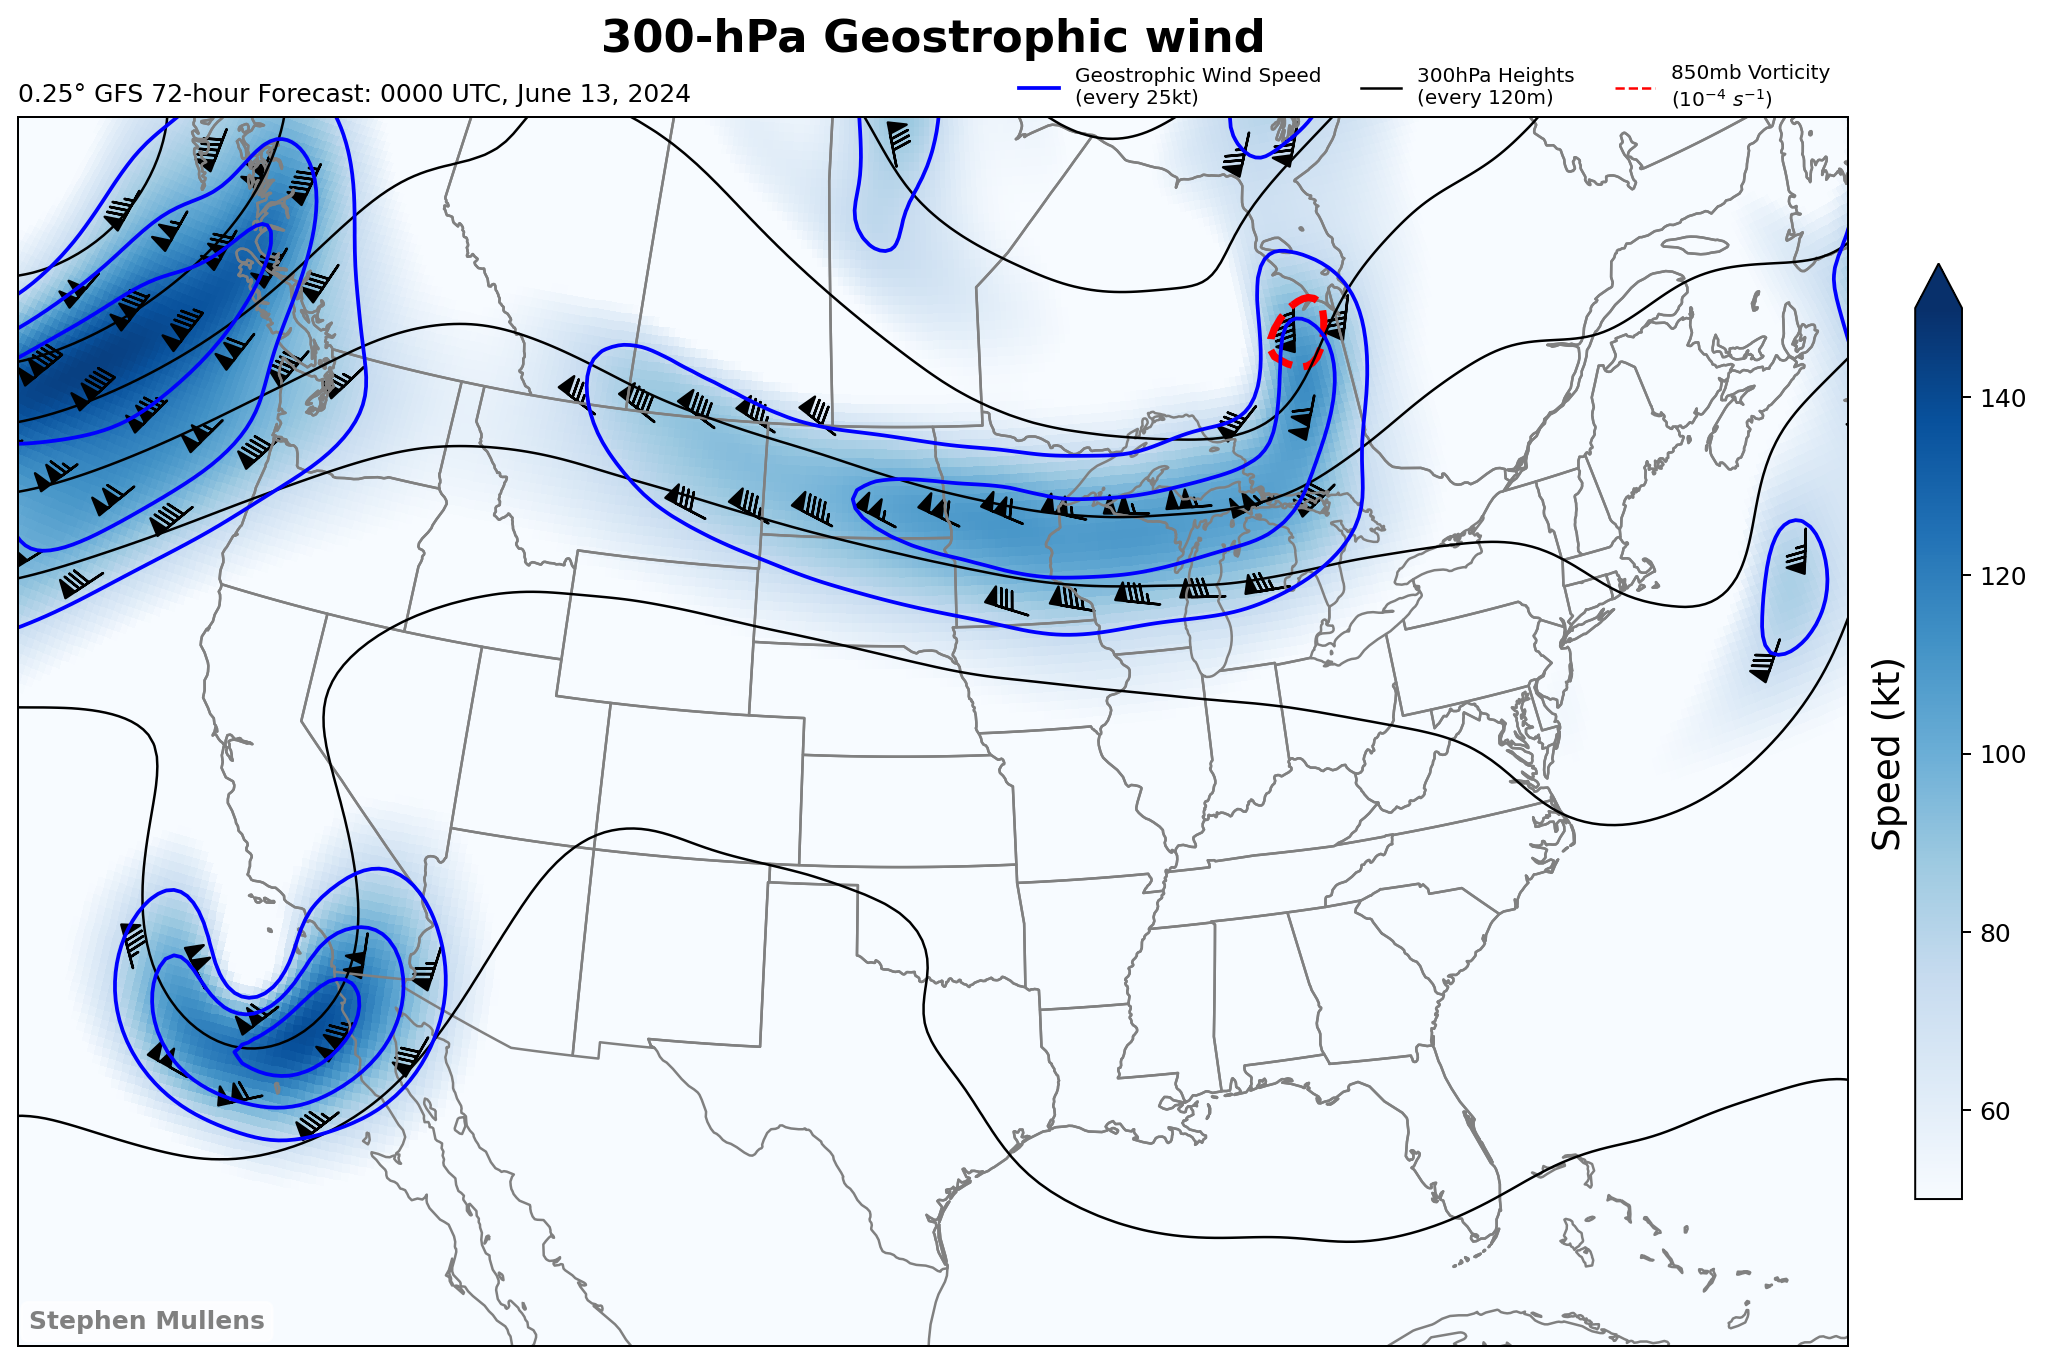 300-hPa Geostrophic wind
0.25° GFS 72-hour Forecast: 0000 UTC, June 13, 2024
Geostrophic Wind Speed
(every 25kt)
300hPa Heights
(every 120m)
850mb Vorticity
(10⁻⁴ s⁻¹)
140
120
100
80
60
Speed (kt)
Stephen Mullens